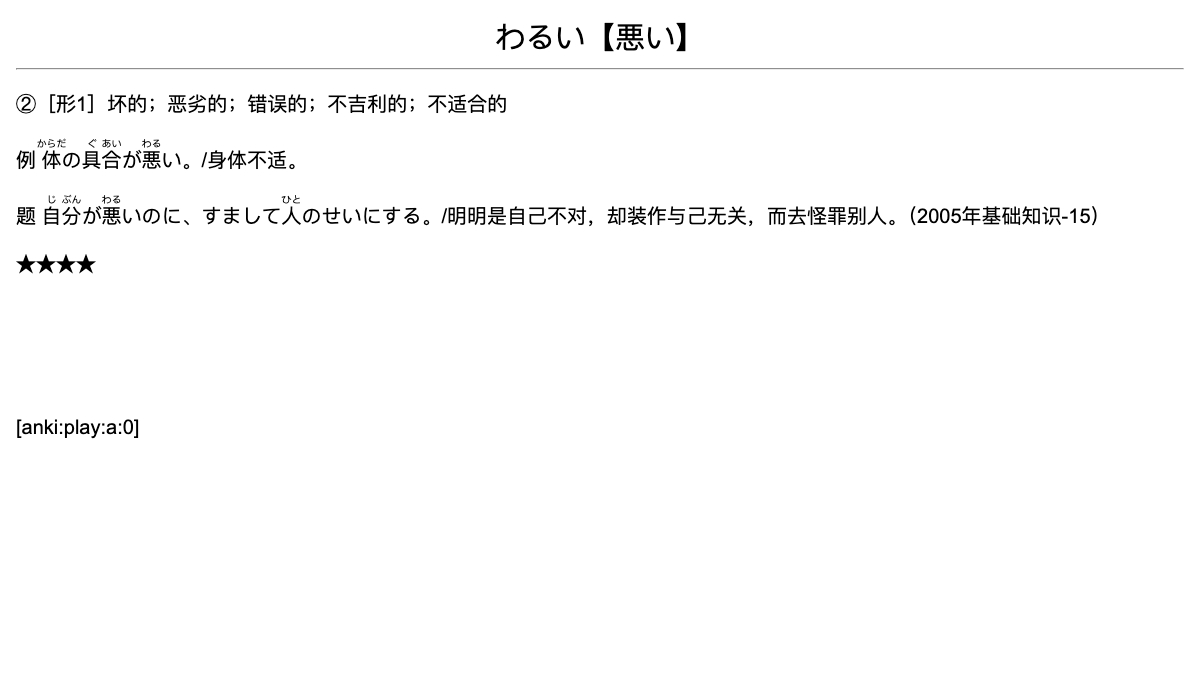 わるい【悪い】
②［形1］坏的；恶劣的；错误的；不吉利的；不适合的
からだ ぐ あい わる
例 体の具合が悪い。/身体不适。
じ ぶん わる ひと
题 自分が悪いのに、すまして人のせいにする。/明明是自己不对，却装作与己无关，而去怪罪别人。（2005年基础知识-15）
★★★★
[anki:play:a:0]